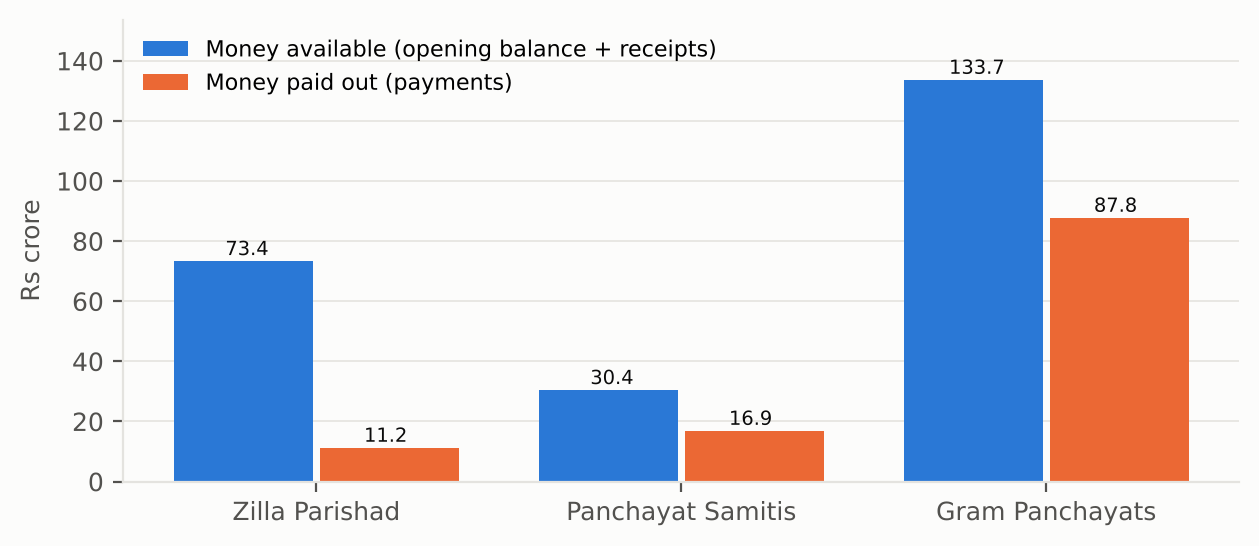 Money available (opening balance + receipts)
Money paid out (payments)
Rs crore
140
120
100
80
60
40
20
0
73.4
11.2
30.4
16.9
133.7
87.8
Zilla Parishad
Panchayat Samitis
Gram Panchayats